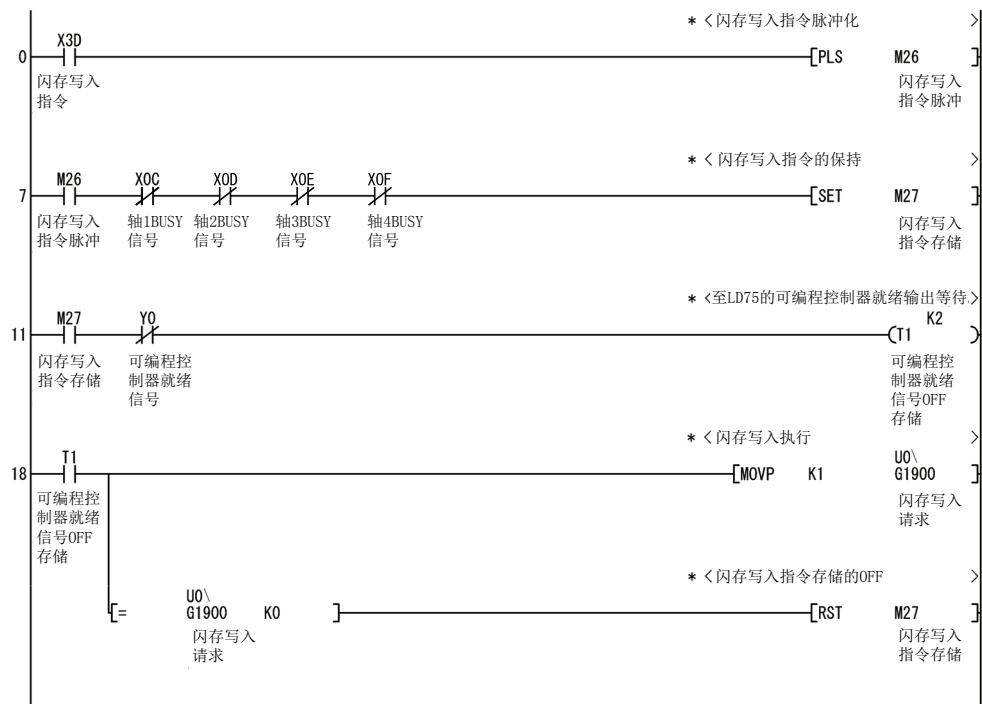 * <闪存写入指令脉冲化 >
X3D
0 [PLS M26 ]
闪存写入 闪存写入
指令 指令脉冲
* <闪存写入指令的保持 >
M26 X0C X0D X0E X0F
7 [SET M27 ]
闪存写入 轴1BUSY 轴2BUSY 轴3BUSY 轴4BUSY 闪存写入
指令脉冲 信号 信号 信号 信号 指令存储
* <至LD75的可编程控制器就绪输出等待>
M27 Y0 K2
11 (T1 )
闪存写入 可编程控 可编程控
指令存储 制器就绪 制器就绪
信号 信号OFF
存储
* <闪存写入执行 >
T1 U0\
18 [MOVP K1 G1900 ]
可编程控 闪存写入
制器就绪 请求
信号OFF
存储
* <闪存写入指令存储的OFF >
U0\
[= G1900 K0 ] [RST M27 ]
闪存写入 闪存写入
请求 指令存储